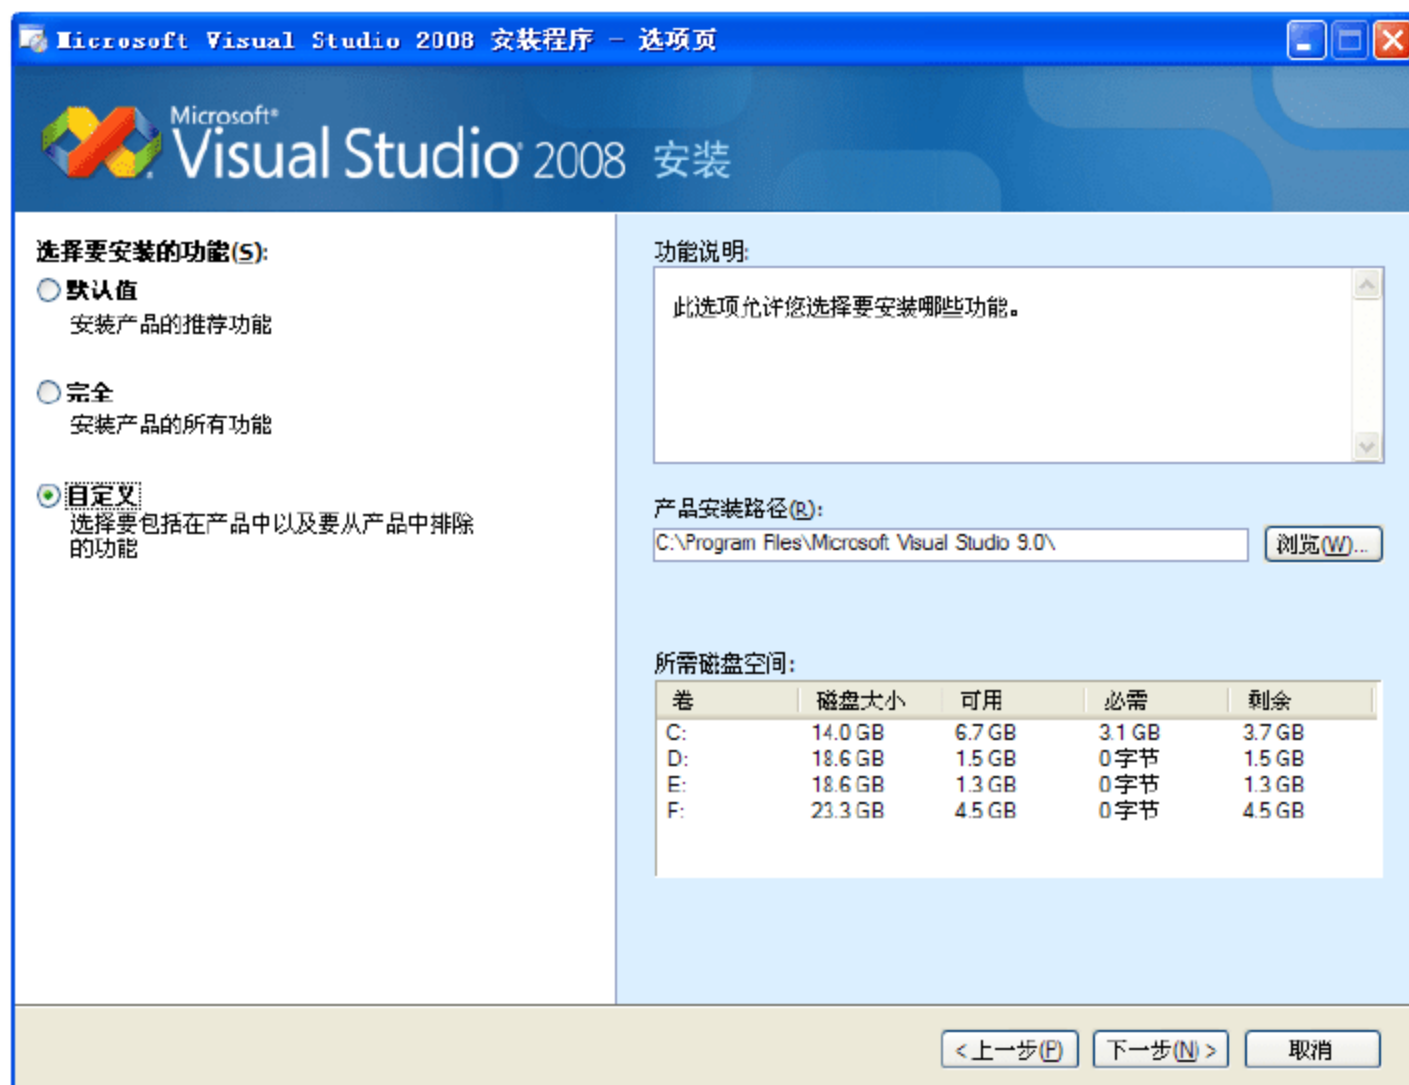 Microsoft Visual Studio 2008 安装程序 - 选项页
Microsoft®
Visual Studio® 2008 安装
选择要安装的功能(S):
默认值
安装产品的推荐功能
完全
安装产品的所有功能
自定义
选择要包括在产品中以及要从产品中排除
的功能
功能说明:
此选项允许您选择要安装哪些功能。
产品安装路径(R):
C:\Program Files\Microsoft Visual Studio 9.0\
浏览(W)...
所需磁盘空间:
卷 磁盘大小 可用 必需 剩余
C: 14.0 GB 6.7 GB 3.1 GB 3.7 GB
D: 18.6 GB 1.5 GB 0 字节 1.5 GB
E: 18.6 GB 1.3 GB 0 字节 1.3 GB
F: 23.3 GB 4.5 GB 0 字节 4.5 GB
<上一步(P) 下一步(N)> 取消